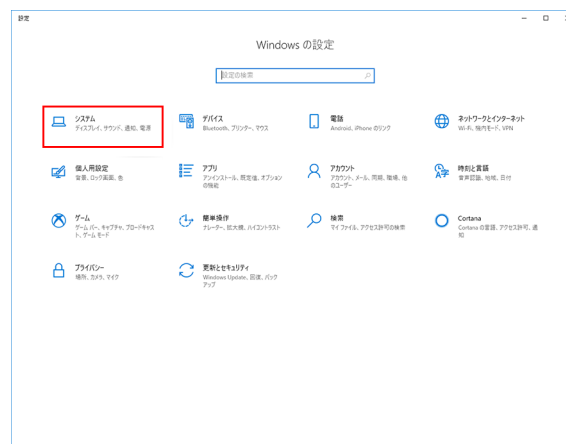 設定
Windows の設定
設定の検索
システム
ディスプレイ、サウンド、通知、電源
デバイス
Bluetooth、プリンター、マウス
電話
Android, iPhone のリンク
ネットワークとインターネット
Wi-Fi、機内モード、VPN
個人用設定
背景、ロック画面、色
アプリ
アンインストール、既定値、オプション
の機能
アカウント
アカウント、メール、同期、職場、他
のユーザー
時刻と言語
音声認識、地域、日付
ゲーム
ゲーム バー、キャプチャ、ブロードキャス
ト、ゲーム モード
簡単操作
ナレーター、拡大鏡、ハイコントラスト
検索
マイ ファイル、アクセス許可の検索
Cortana
Cortana の言語、アクセス許可、通
知
プライバシー
場所、カメラ、マイク
更新とセキュリティ
Windows Update、回復、バック
アップ